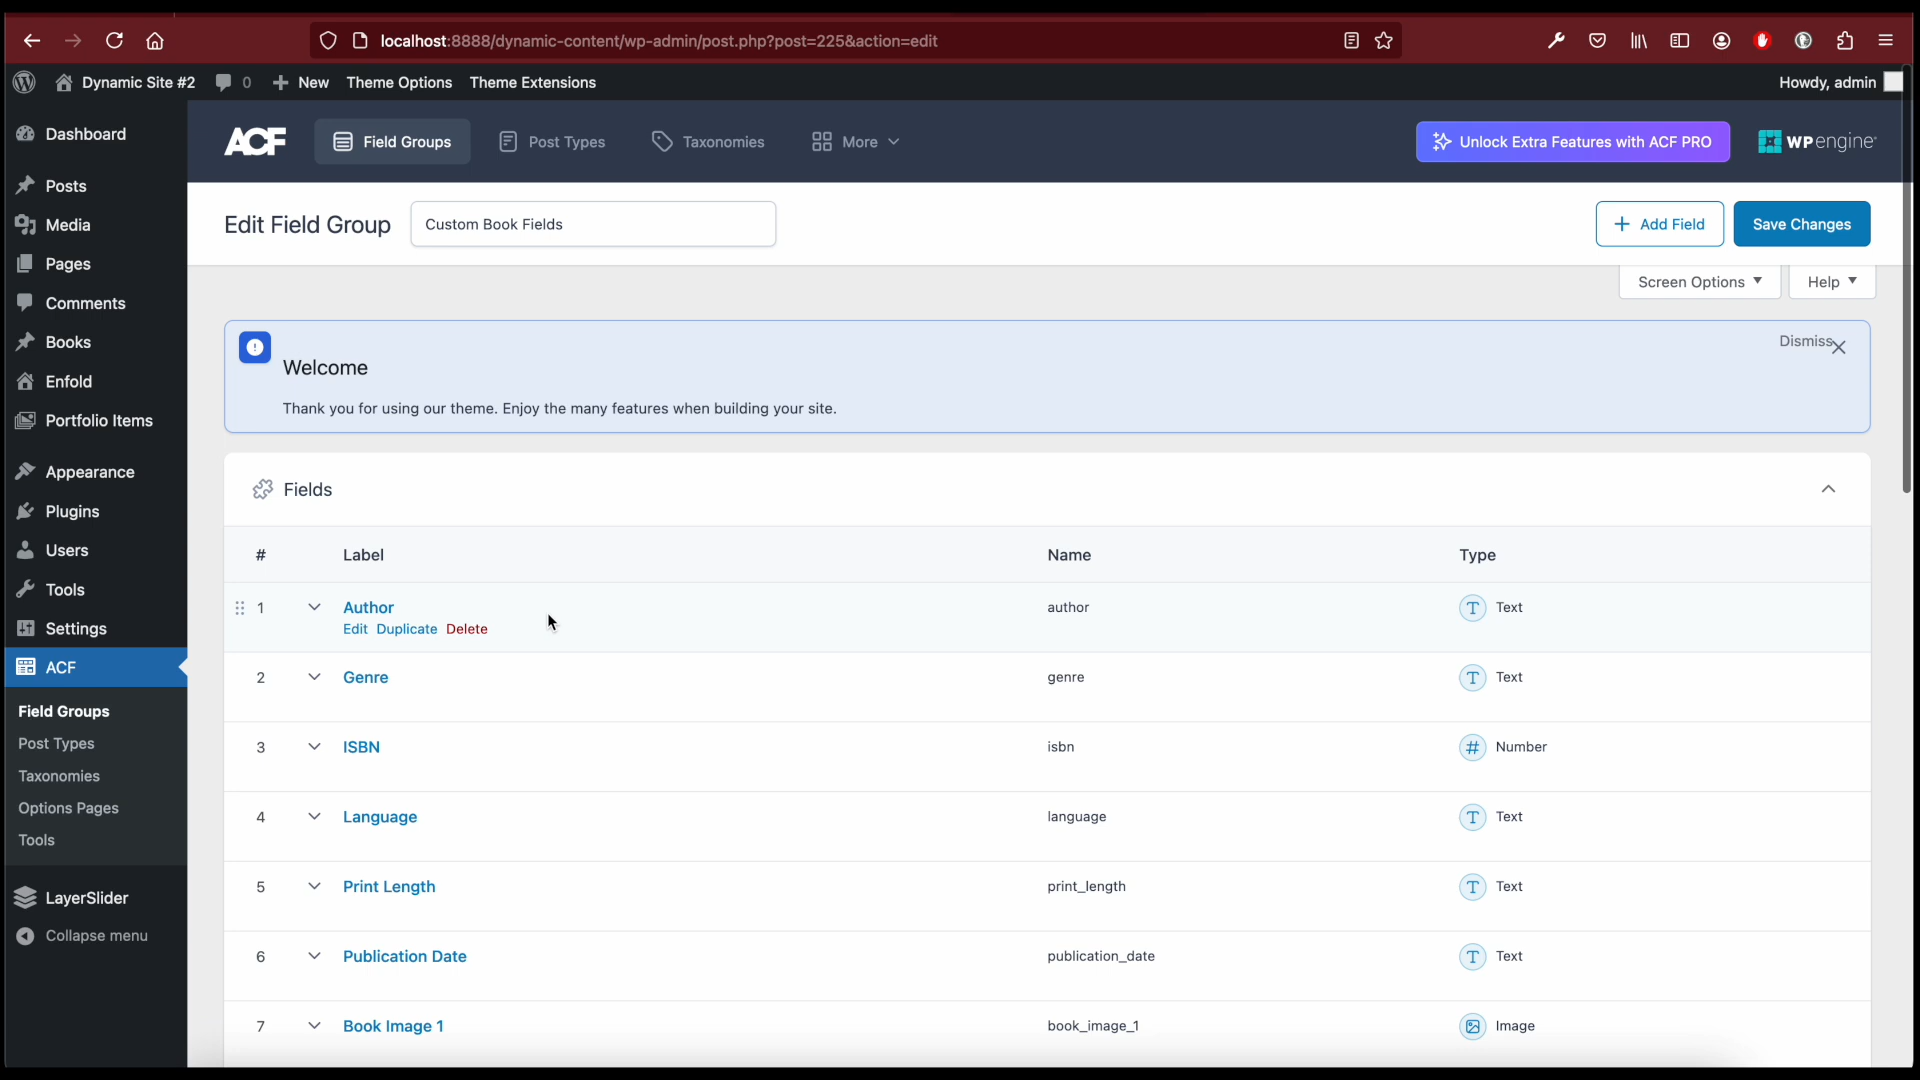 localhost:8888/dynamic-content/wp-admin/post.php?post=225&action=edit
Dynamic Site #2 0 New Theme Options Theme Extensions Howdy, admin
Dashboard
Posts
Media
Pages
Comments
Books
Enfold
Portfolio Items
Appearance
Plugins
Users
Tools
Settings
ACF
Field Groups
Post Types
Taxonomies
Options Pages
Tools
LayerSlider
Collapse menu
ACF Field Groups Post Types Taxonomies More Unlock Extra Features with ACF PRO WP engine
Edit Field Group Custom Book Fields + Add Field Save Changes
Screen Options Help
Welcome Dismiss
Thank you for using our theme. Enjoy the many features when building your site.
Fields
# Label Name Type
1 Author author Text
Edit Duplicate Delete
2 Genre genre Text
3 ISBN isbn Number
4 Language language Text
5 Print Length print_length Text
6 Publication Date publication_date Text
7 Book Image 1 book_image_1 Image